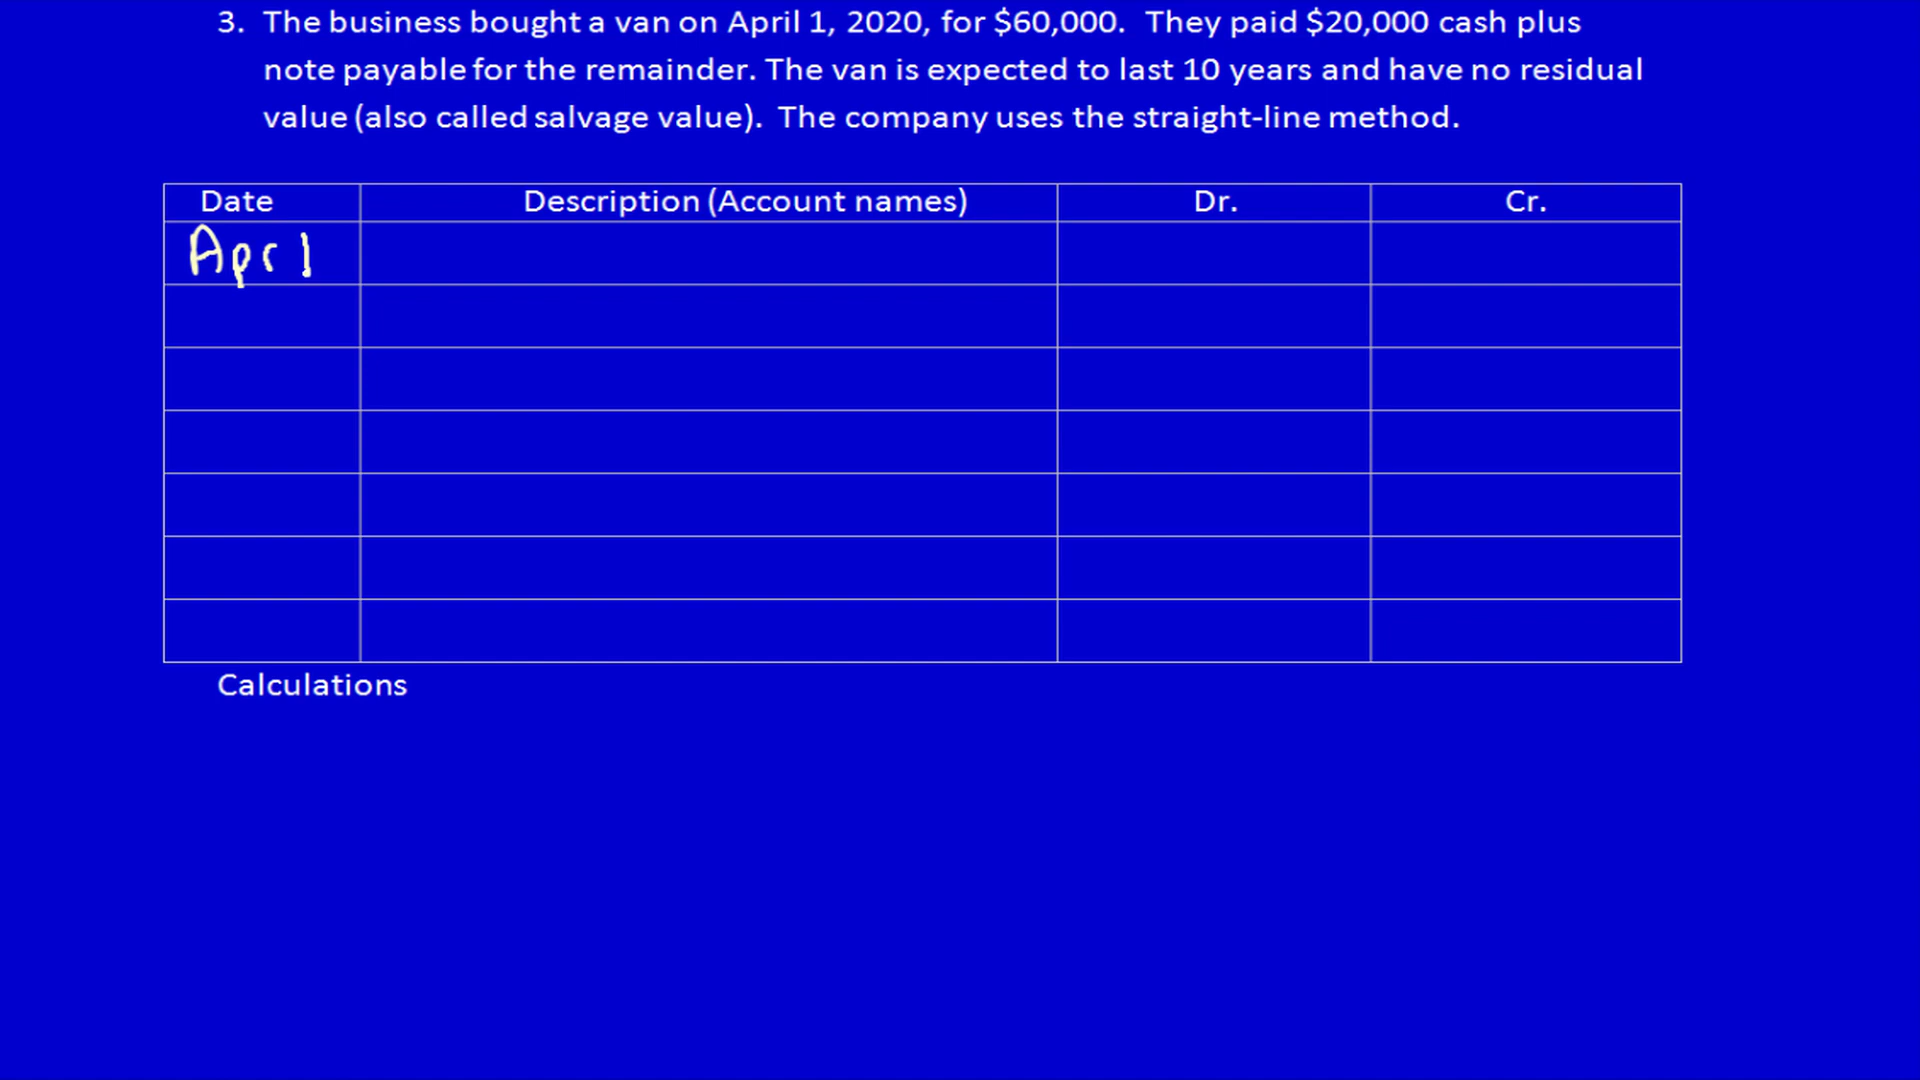 3. The business bought a van on April 1, 2020, for $60,000. They paid $20,000 cash plus
note payable for the remainder. The van is expected to last 10 years and have no residual
value (also called salvage value). The company uses the straight-line method.
Date Description (Account names) Dr. Cr.
Apr 1
Calculations